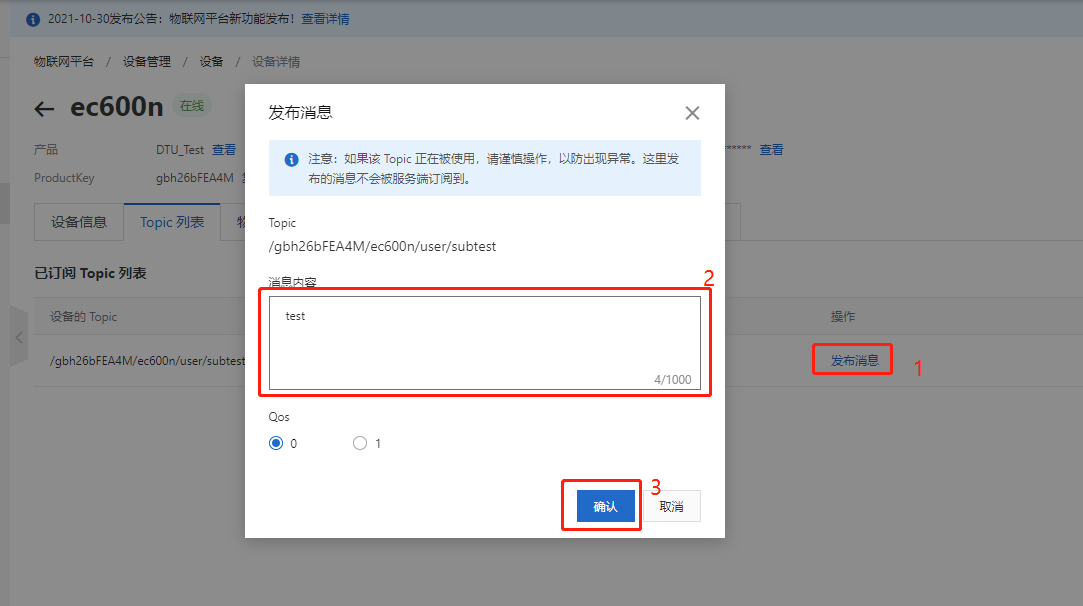 2021-10-30发布公告：物联网平台新功能发布！查看详情
物联网平台 / 设备管理 / 设备 / 设备详情
ec600n 在线
发布消息
产品 DTU_Test 查看
****** 查看
注意：如果该 Topic 正在被使用，请谨慎操作，以防出现异常。这里发
布的消息不会被服务端订阅到。
ProductKey gbh26bFEA4M
设备信息 Topic 列表
Topic
/gbh26bFEA4M/ec600n/user/subtest
已订阅 Topic 列表
消息内容 2
设备的 Topic 操作
test
/gbh26bFEA4M/ec600n/user/subtest 发布消息 1
4/1000
Qos
0 1
3
确认 取消